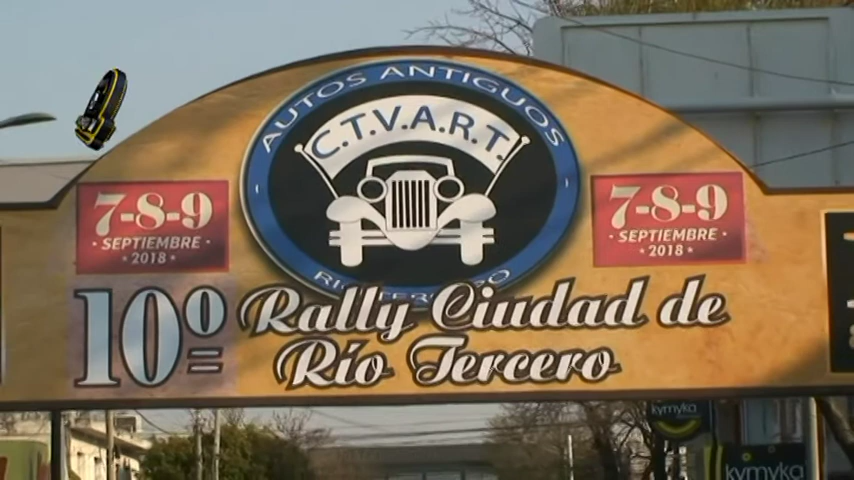 AUTOS ANTIGUOS
C.T.V.A.R.T.
7-8-9
·SEPTIEMBRE·
·2018·
7-8-9
·SEPTIEMBRE·
·2018·
10º Rally Ciudad de
Río Tercero
kymyka
kymyka